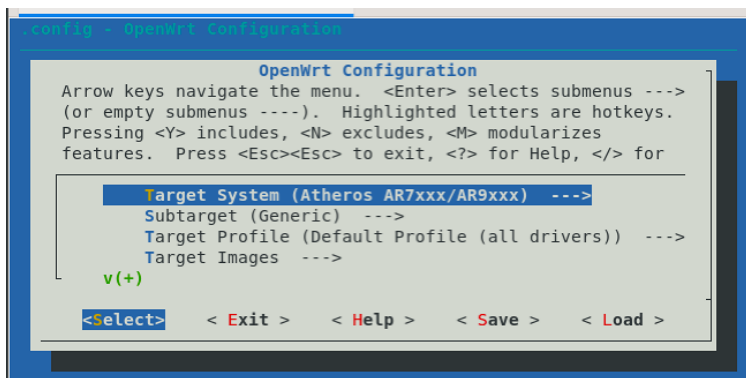 .config - OpenWrt Configuration
OpenWrt Configuration
Arrow keys navigate the menu.  <Enter> selects submenus --->
(or empty submenus ----).  Highlighted letters are hotkeys.
Pressing <Y> includes, <N> excludes, <M> modularizes
features.  Press <Esc><Esc> to exit, <?> for Help, </> for
Target System (Atheros AR7xxx/AR9xxx)  --->
Subtarget (Generic)  --->
Target Profile (Default Profile (all drivers))  --->
Target Images  --->
v(+)
<Select>    < Exit >    < Help >    < Save >    < Load >